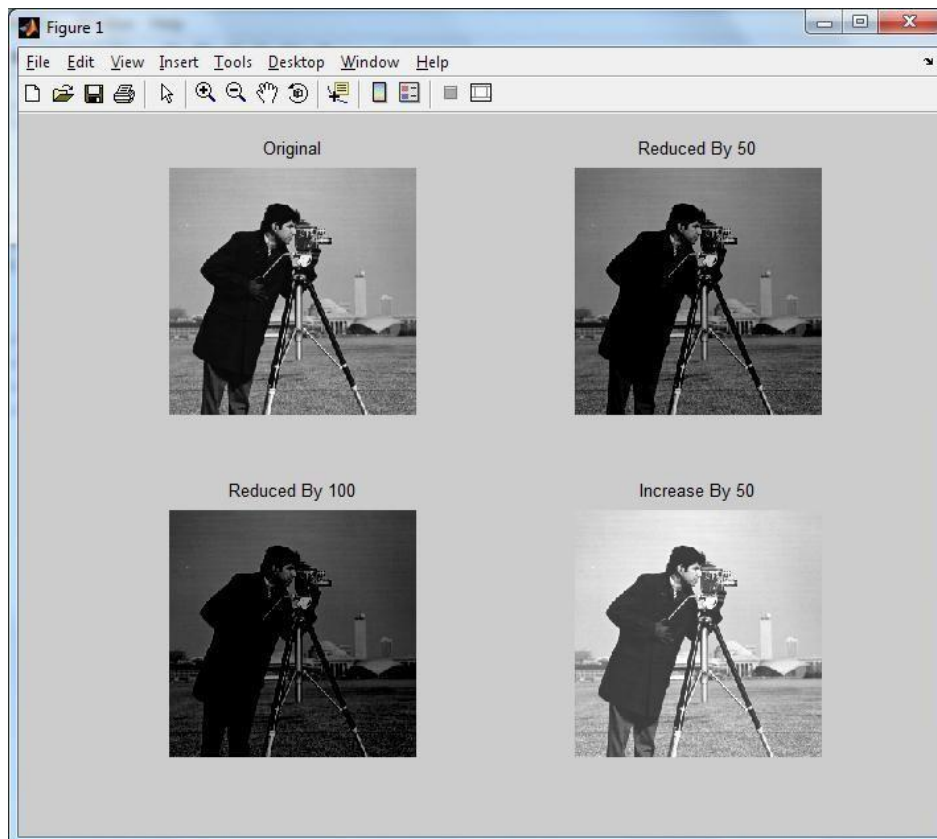 Figure 1
File Edit View Insert Tools Desktop Window Help
Original
Reduced By 50
Reduced By 100
Increase By 50